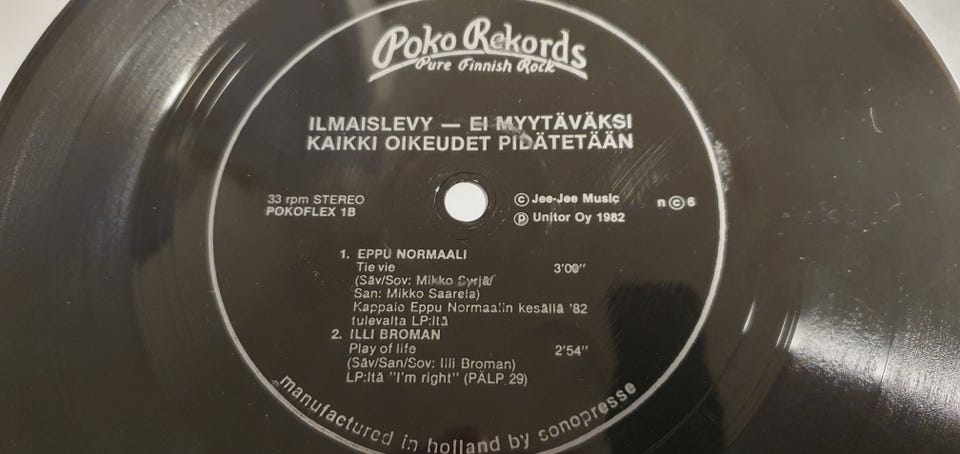 Poko Rekords
Pure Finnish Rock
ILMAISLEVY — EI MYYTÄVÄKSI
KAIKKI OIKEUDET PIDÄTETÄÄN
33 rpm STEREO
POKOFLEX 1B
© Jee-Jee Music
℗ Unitor Oy 1982
n © 6
1. EPPU NORMAALI
Tie vie 3'00"
(Säv/Sov: Mikko Syrjä/
San: Mikko Saarela)
Kappale Eppu Normaalin kesällä '82
tulevalta LP:ltä
2. ILLI BROMAN
Play of life 2'54"
(Säv/San/Sov: Illi Broman)
LP:ltä "I'm right" (PÄLP 29)
manufactured in holland by sonopresse